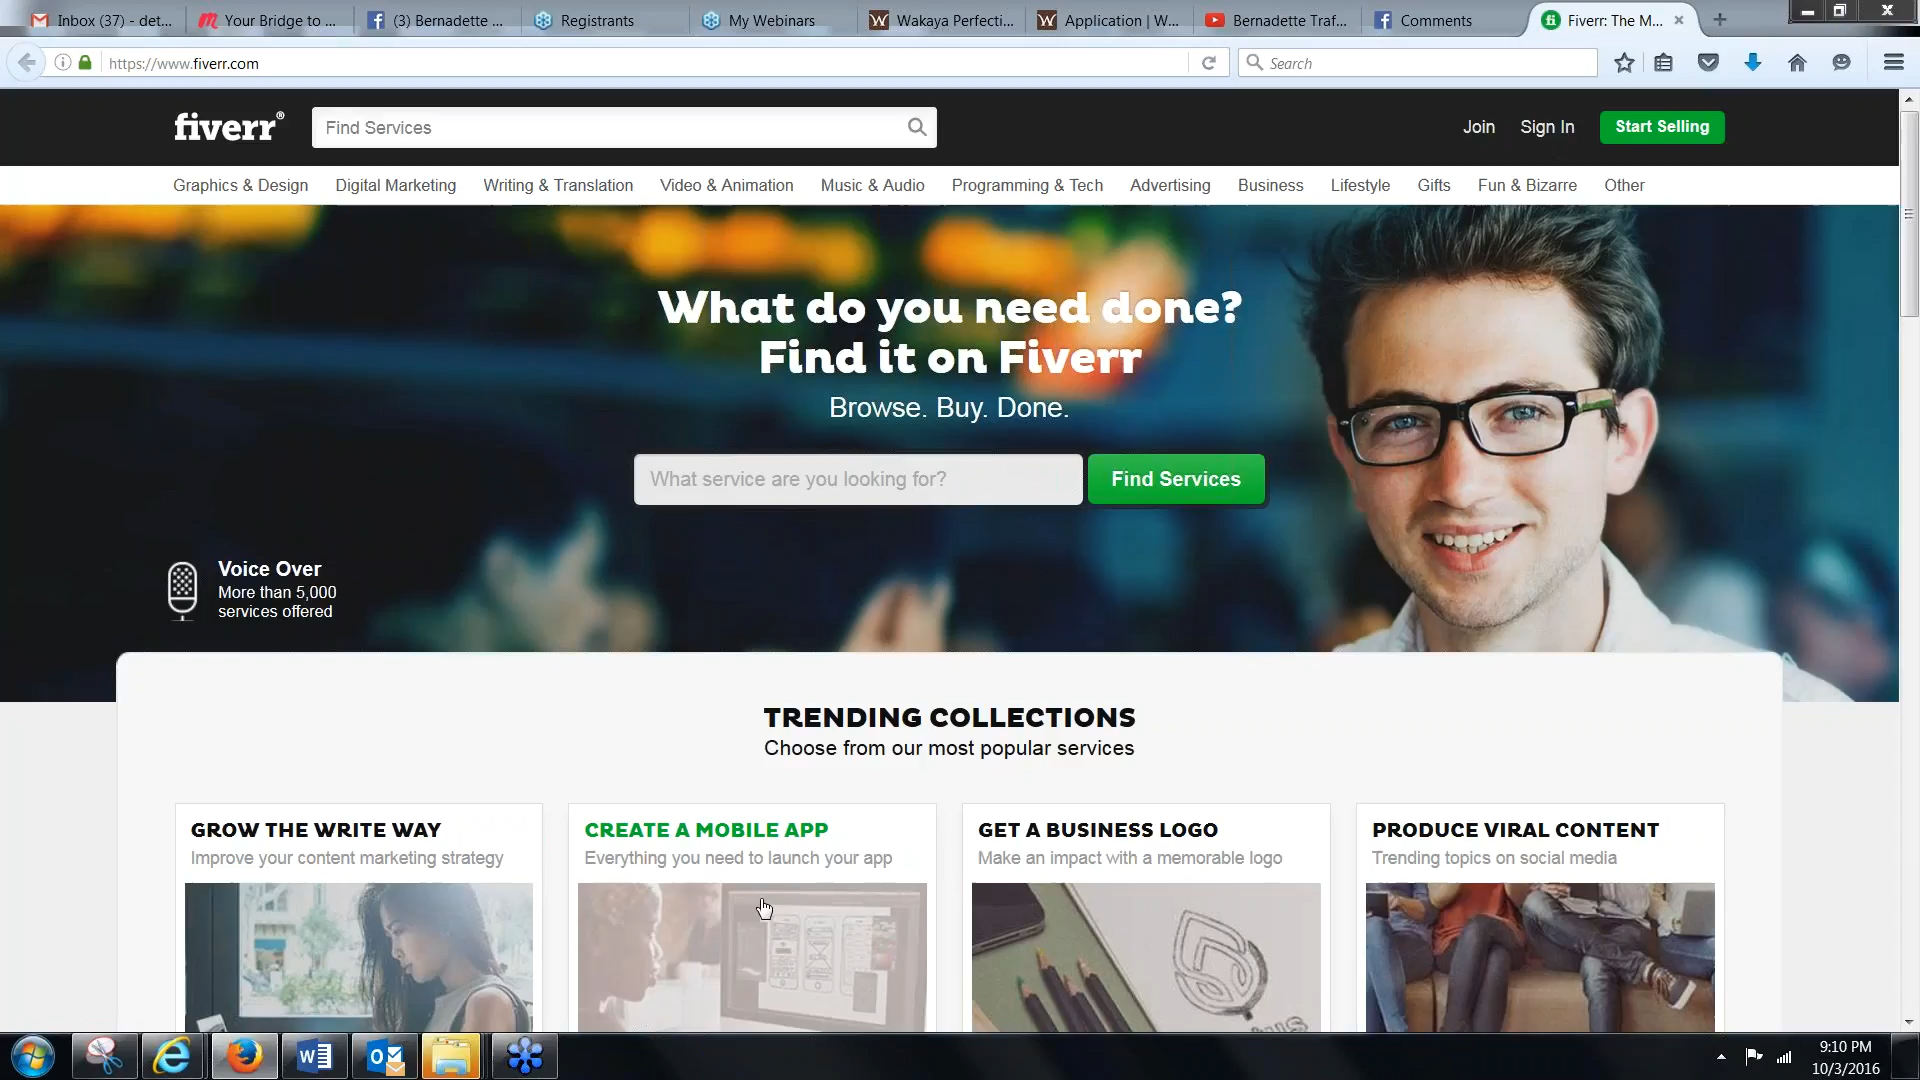 Inbox (37) - det...
Your Bridge to ...
(3) Bernadette ...
Registrants
My Webinars
Wakaya Perfecti...
Application | W...
Bernadette Traf...
Comments
Fiverr: The M...
https://www.fiverr.com
Search
fiverr®
Find Services
Join
Sign In
Start Selling
Graphics & Design
Digital Marketing
Writing & Translation
Video & Animation
Music & Audio
Programming & Tech
Advertising
Business
Lifestyle
Gifts
Fun & Bizarre
Other
What do you need done?
Find it on Fiverr
Browse. Buy. Done.
What service are you looking for?
Find Services
Voice Over
More than 5,000
services offered
TRENDING COLLECTIONS
Choose from our most popular services
GROW THE WRITE WAY
Improve your content marketing strategy
CREATE A MOBILE APP
Everything you need to launch your app
GET A BUSINESS LOGO
Make an impact with a memorable logo
PRODUCE VIRAL CONTENT
Trending topics on social media
9:10 PM
10/3/2016